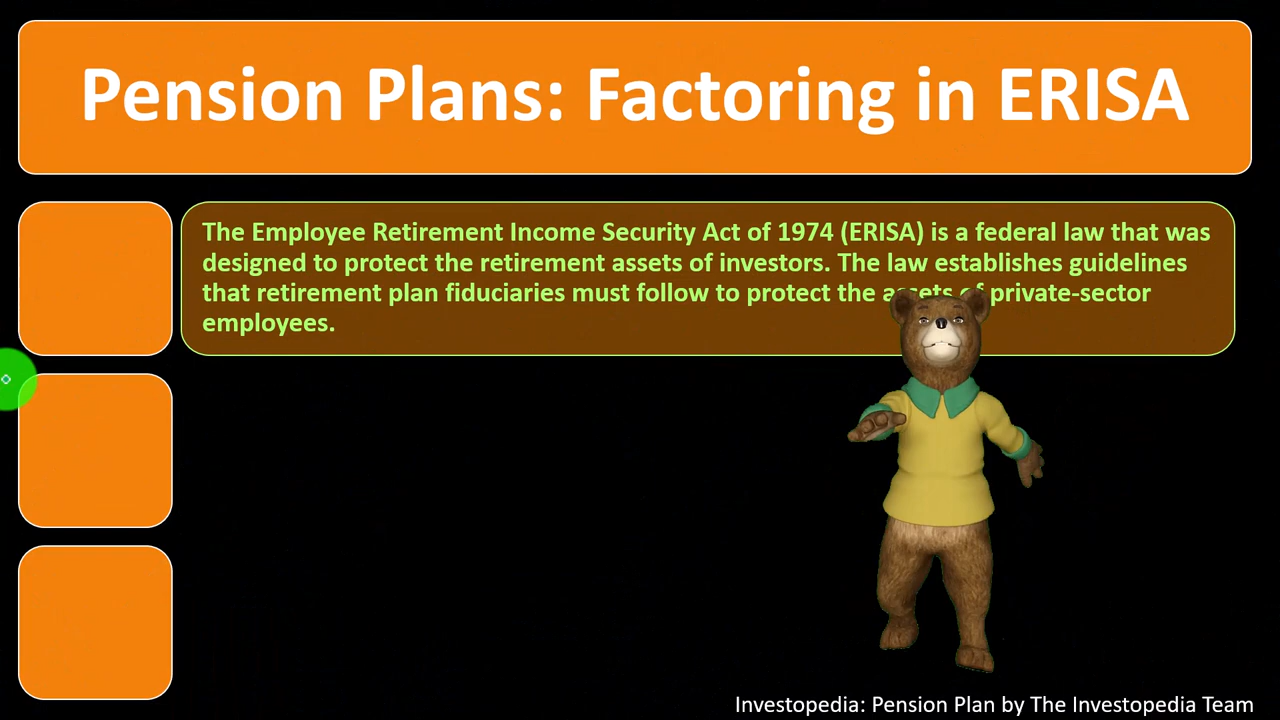 Pension Plans: Factoring in ERISA
The Employee Retirement Income Security Act of 1974 (ERISA) is a federal law that was
designed to protect the retirement assets of investors. The law establishes guidelines
that retirement plan fiduciaries must follow to protect the assets of private-sector
employees.
Investopedia: Pension Plan by The Investopedia Team